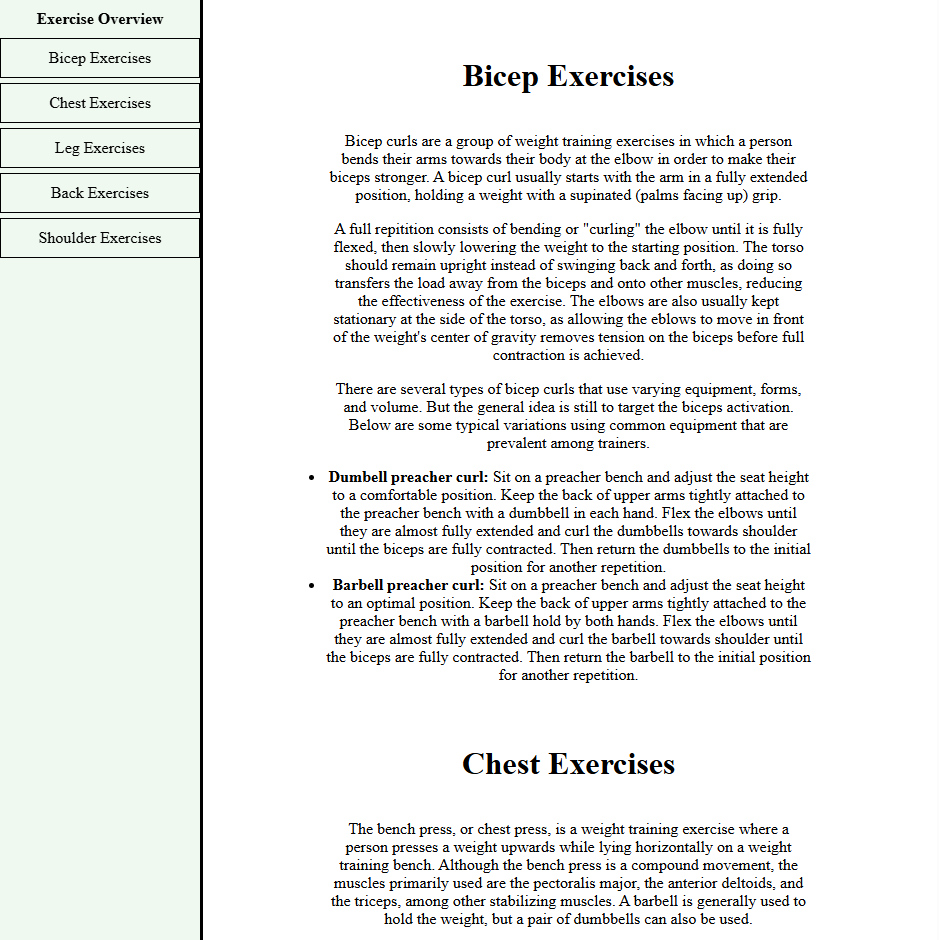 Exercise Overview
Bicep Exercises
Chest Exercises
Leg Exercises
Back Exercises
Shoulder Exercises
Bicep Exercises
Bicep curls are a group of weight training exercises in which a person
bends their arms towards their body at the elbow in order to make their
biceps stronger. A bicep curl usually starts with the arm in a fully extended
position, holding a weight with a supinated (palms facing up) grip.
A full repitition consists of bending or "curling" the elbow until it is fully
flexed, then slowly lowering the weight to the starting position. The torso
should remain upright instead of swinging back and forth, as doing so
transfers the load away from the biceps and onto other muscles, reducing
the effectiveness of the exercise. The elbows are also usually kept
stationary at the side of the torso, as allowing the eblows to move in front
of the weight's center of gravity removes tension on the biceps before full
contraction is achieved.
There are several types of bicep curls that use varying equipment, forms,
and volume. But the general idea is still to target the biceps activation.
Below are some typical variations using common equipment that are
prevalent among trainers.
• Dumbell preacher curl: Sit on a preacher bench and adjust the seat height
to a comfortable position. Keep the back of upper arms tightly attached to
the preacher bench with a dumbbell in each hand. Flex the elbows until
they are almost fully extended and curl the dumbbells towards shoulder
until the biceps are fully contracted. Then return the dumbbells to the initial
position for another repetition.
• Barbell preacher curl: Sit on a preacher bench and adjust the seat height
to an optimal position. Keep the back of upper arms tightly attached to the
preacher bench with a barbell hold by both hands. Flex the elbows until
they are almost fully extended and curl the barbell towards shoulder until
the biceps are fully contracted. Then return the barbell to the initial position
for another repetition.
Chest Exercises
The bench press, or chest press, is a weight training exercise where a
person presses a weight upwards while lying horizontally on a weight
training bench. Although the bench press is a compound movement, the
muscles primarily used are the pectoralis major, the anterior deltoids, and
the triceps, among other stabilizing muscles. A barbell is generally used to
hold the weight, but a pair of dumbbells can also be used.